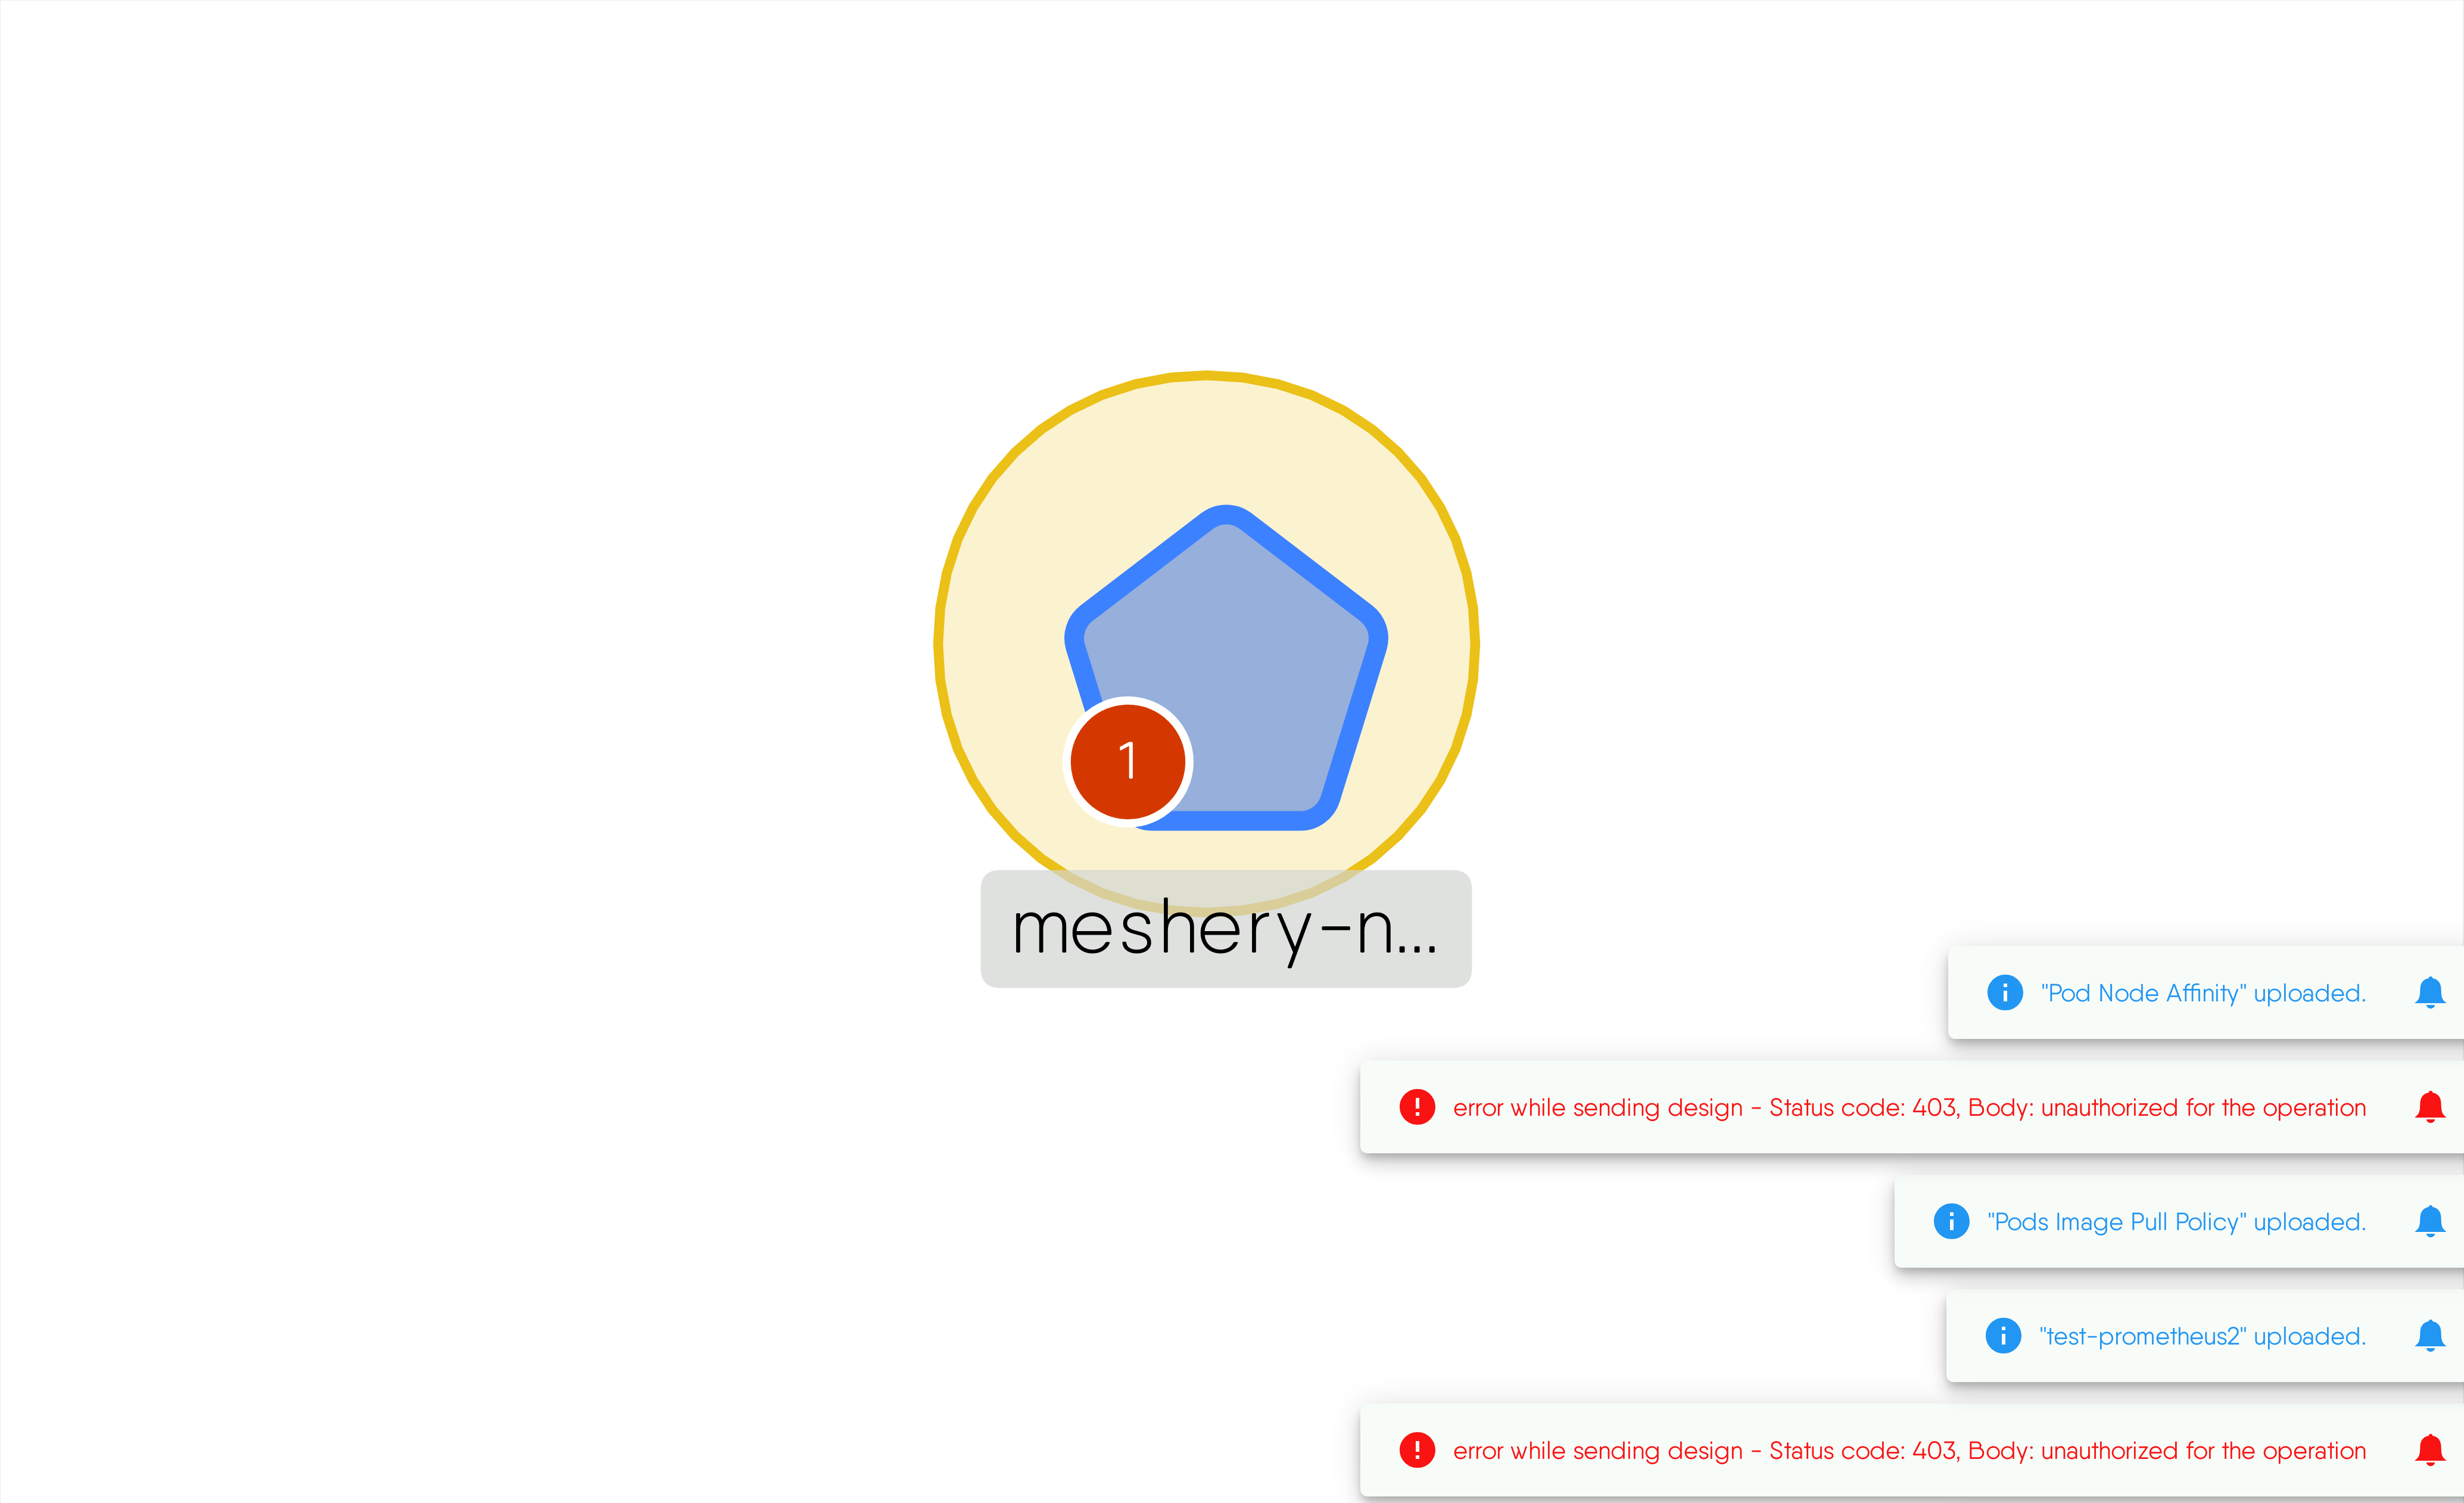 1
meshery-n...
"Pod Node Affinity" uploaded.
error while sending design - Status code: 403, Body: unauthorized for the operation
"Pods Image Pull Policy" uploaded.
"test-prometheus2" uploaded.
error while sending design - Status code: 403, Body: unauthorized for the operation